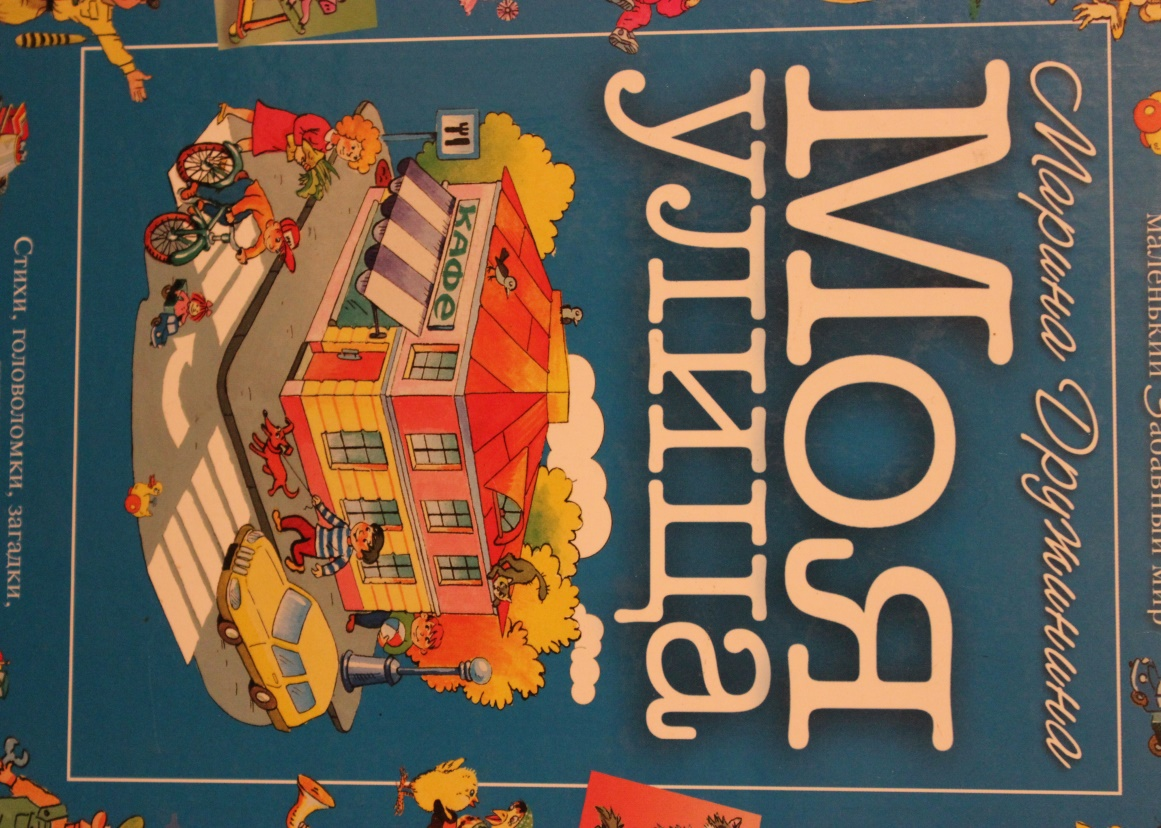 Маленький Забавный мир
Марина Дружинина
Моя
улица
КАФЕ
Стихи, головоломки, загадки,